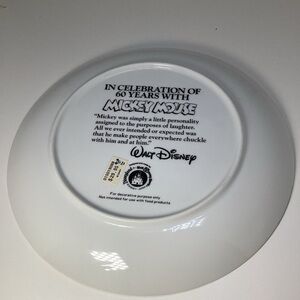 IN CELEBRATION OF
60 YEARS WITH
MICKEY MOUSE
"Mickey was simply a little personality
assigned to the purposes of laughter.
All we ever intended or expected was
that he make people everywhere chuckle
with him and at him."
Walt Disney
For decorative purpose only
Not intended for use with food products